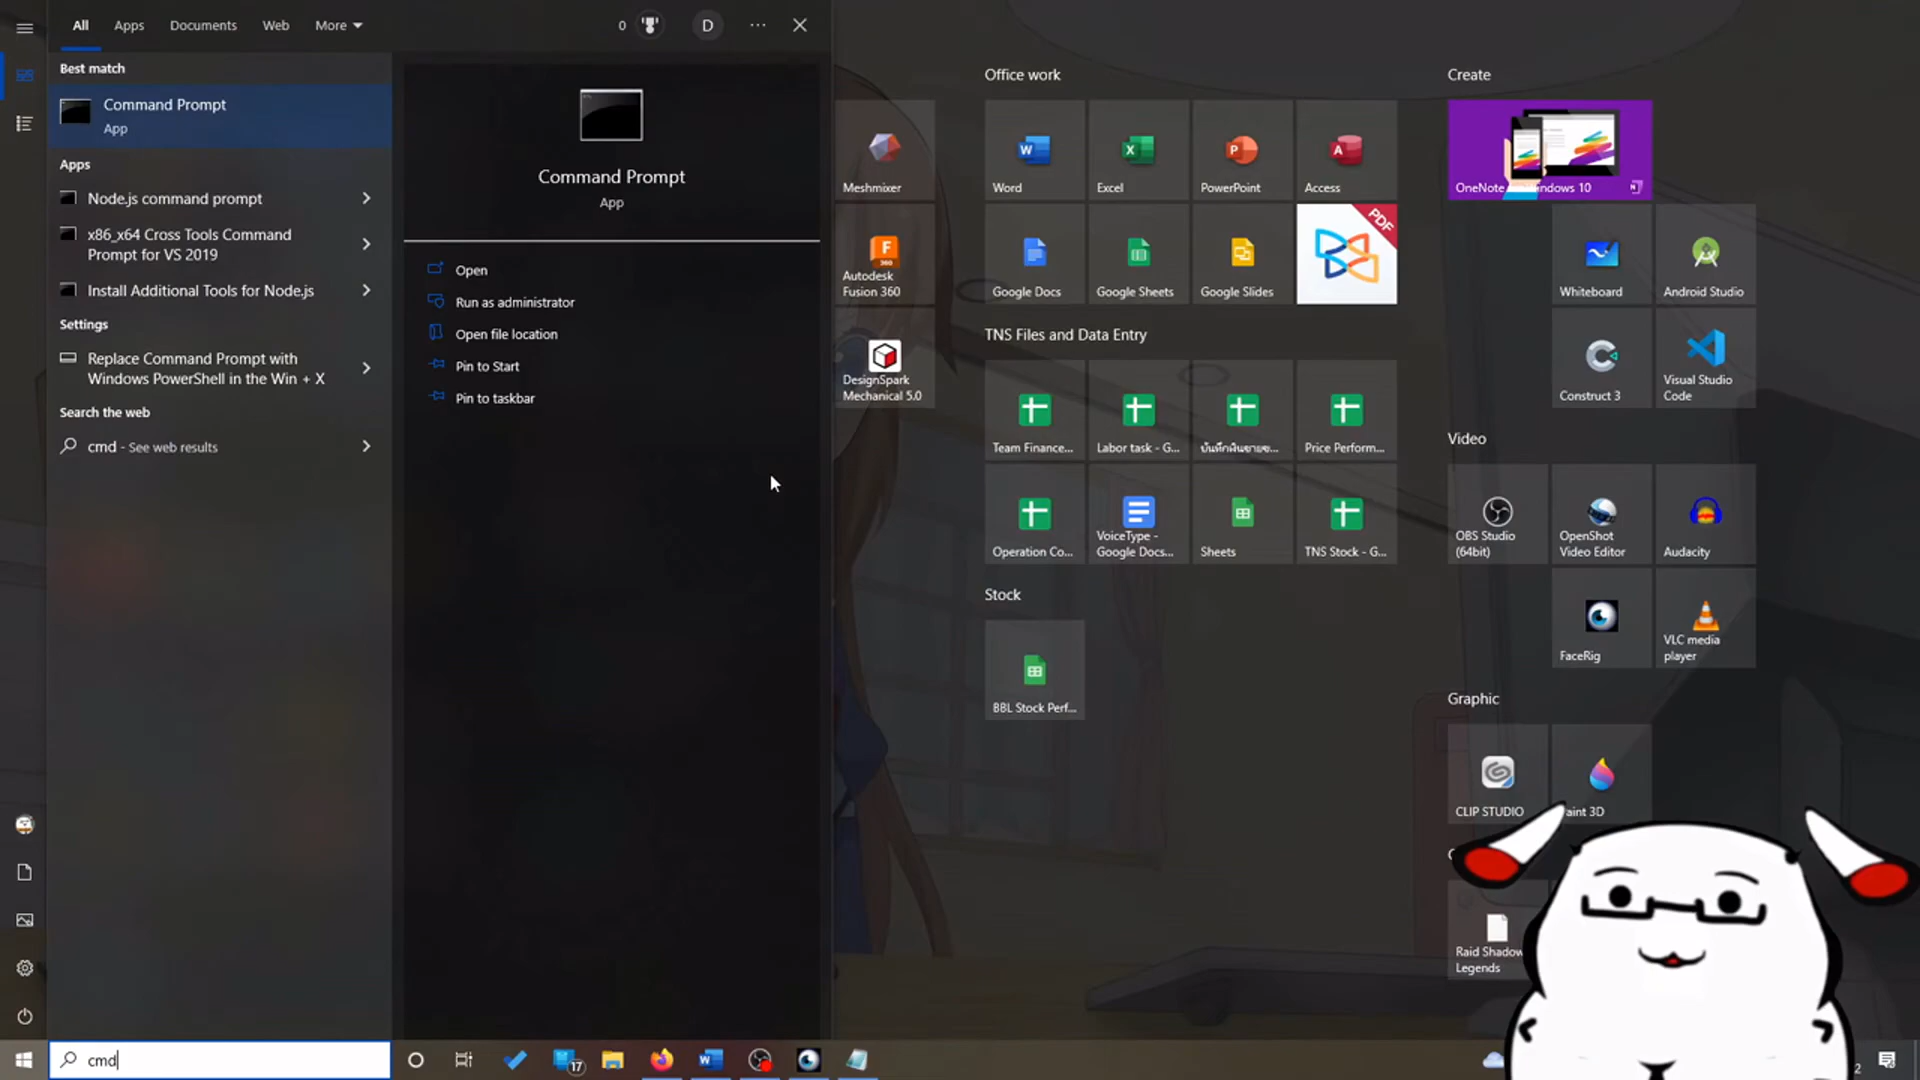 All
Apps
Documents
Web
More
0
D
Best match
Command Prompt
App
Apps
Node.js command prompt
x86_x64 Cross Tools Command
Prompt for VS 2019
Install Additional Tools for Node.js
Settings
Replace Command Prompt with
Windows PowerShell in the Win + X
Search the web
cmd - See web results
Command Prompt
App
Open
Run as administrator
Open file location
Pin to Start
Pin to taskbar
Meshmixer
Autodesk
Fusion 360
DesignSpark
Mechanical 5.0
Office work
Word
Excel
PowerPoint
Access
Google Docs
Google Sheets
Google Slides
PDF
TNS Files and Data Entry
Team Finance...
Labor task - G...
Price Perform...
Operation Co...
VoiceType -
Google Docs...
Sheets
TNS Stock - G...
Stock
BBL Stock Perf...
Create
OneNote Windows 10
Whiteboard
Android Studio
Construct 3
Visual Studio
Code
Video
OBS Studio
(64bit)
OpenShot
Video Editor
Audacity
FaceRig
VLC media
player
Graphic
CLIP STUDIO
aint 3D
Raid Shadow
Legends
cmd
17
2